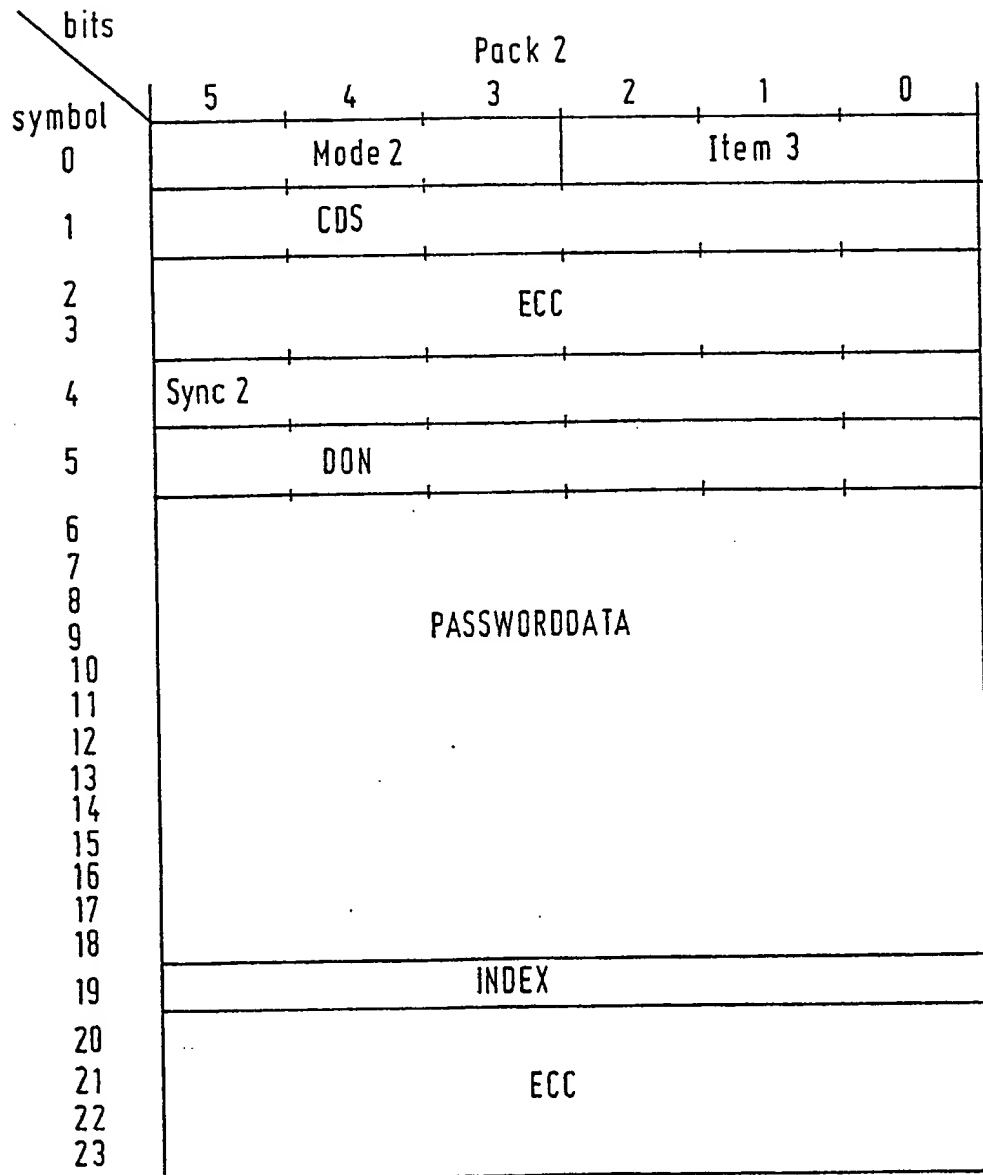 bits
Pack 2
5 4 3 2 1 0
symbol
0 Mode 2 Item 3
1 CDS
2
ECC
3
4 Sync 2
5 DON
6
7
8
9 PASSWORDDATA
10
11
12
13
14
15
16
17
18
19 INDEX
20
21 ECC
22
23